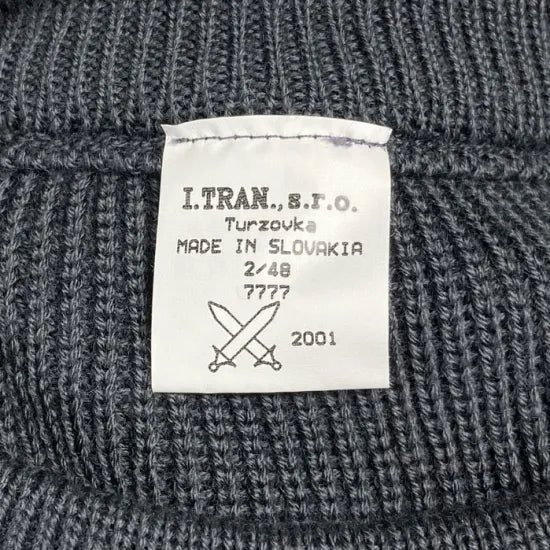 I.TRAN., s.r.o.
Turzovka
MADE IN SLOVAKIA
2/48
7777
2001